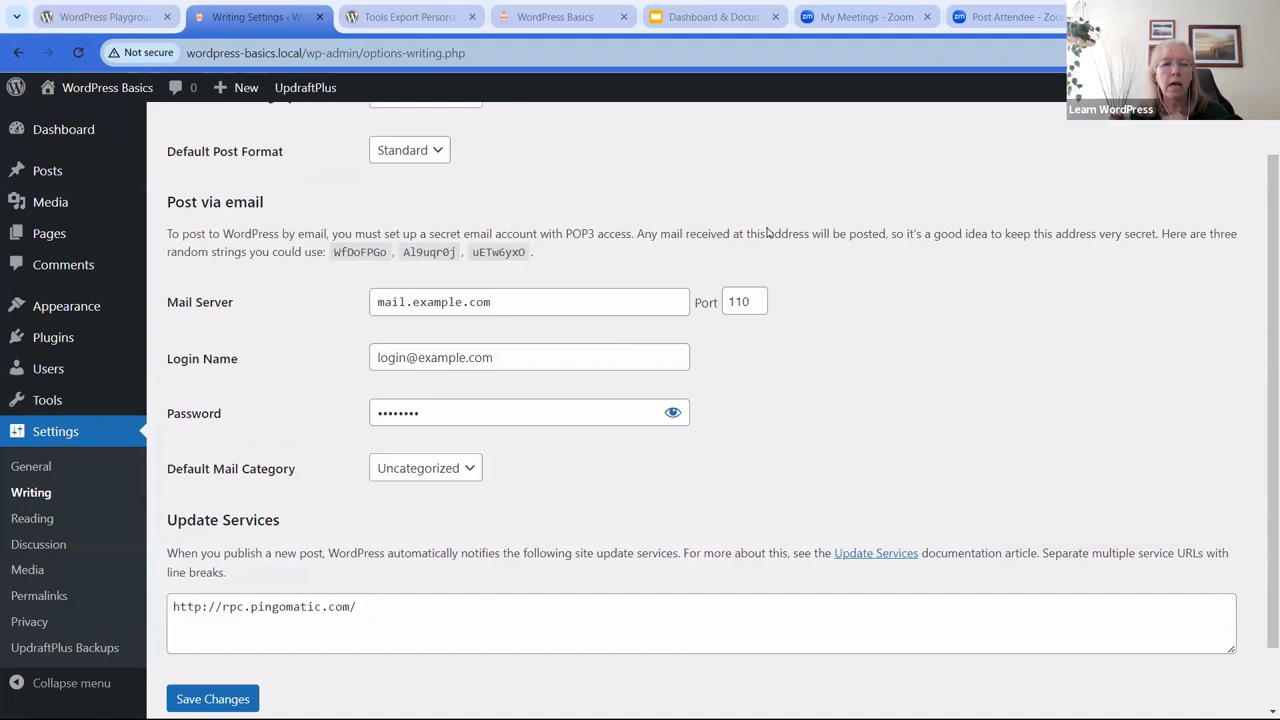 WordPress Playgroun
Writing Settings ‹ W
Tools Export Persona
WordPress Basics
Dashboard & Docum
My Meetings - Zoom
Post Attendee - Zoo
Not secure
wordpress-basics.local/wp-admin/options-writing.php
Learn WordPress
WordPress Basics
0
New
UpdraftPlus
Dashboard
Posts
Media
Pages
Comments
Appearance
Plugins
Users
Tools
Settings
General
Writing
Reading
Discussion
Media
Permalinks
Privacy
UpdraftPlus Backups
Collapse menu
Default Post Format
Standard
Post via email
To post to WordPress by email, you must set up a secret email account with POP3 access. Any mail received at this address will be posted, so it's a good idea to keep this address very secret. Here are three
random strings you could use: WfDoFPGo , Al9uqr0j , uETw6yxO .
Mail Server
mail.example.com
Port 110
Login Name
login@example.com
Password
••••••••
Default Mail Category
Uncategorized
Update Services
When you publish a new post, WordPress automatically notifies the following site update services. For more about this, see the Update Services documentation article. Separate multiple service URLs with
line breaks.
http://rpc.pingomatic.com/
Save Changes